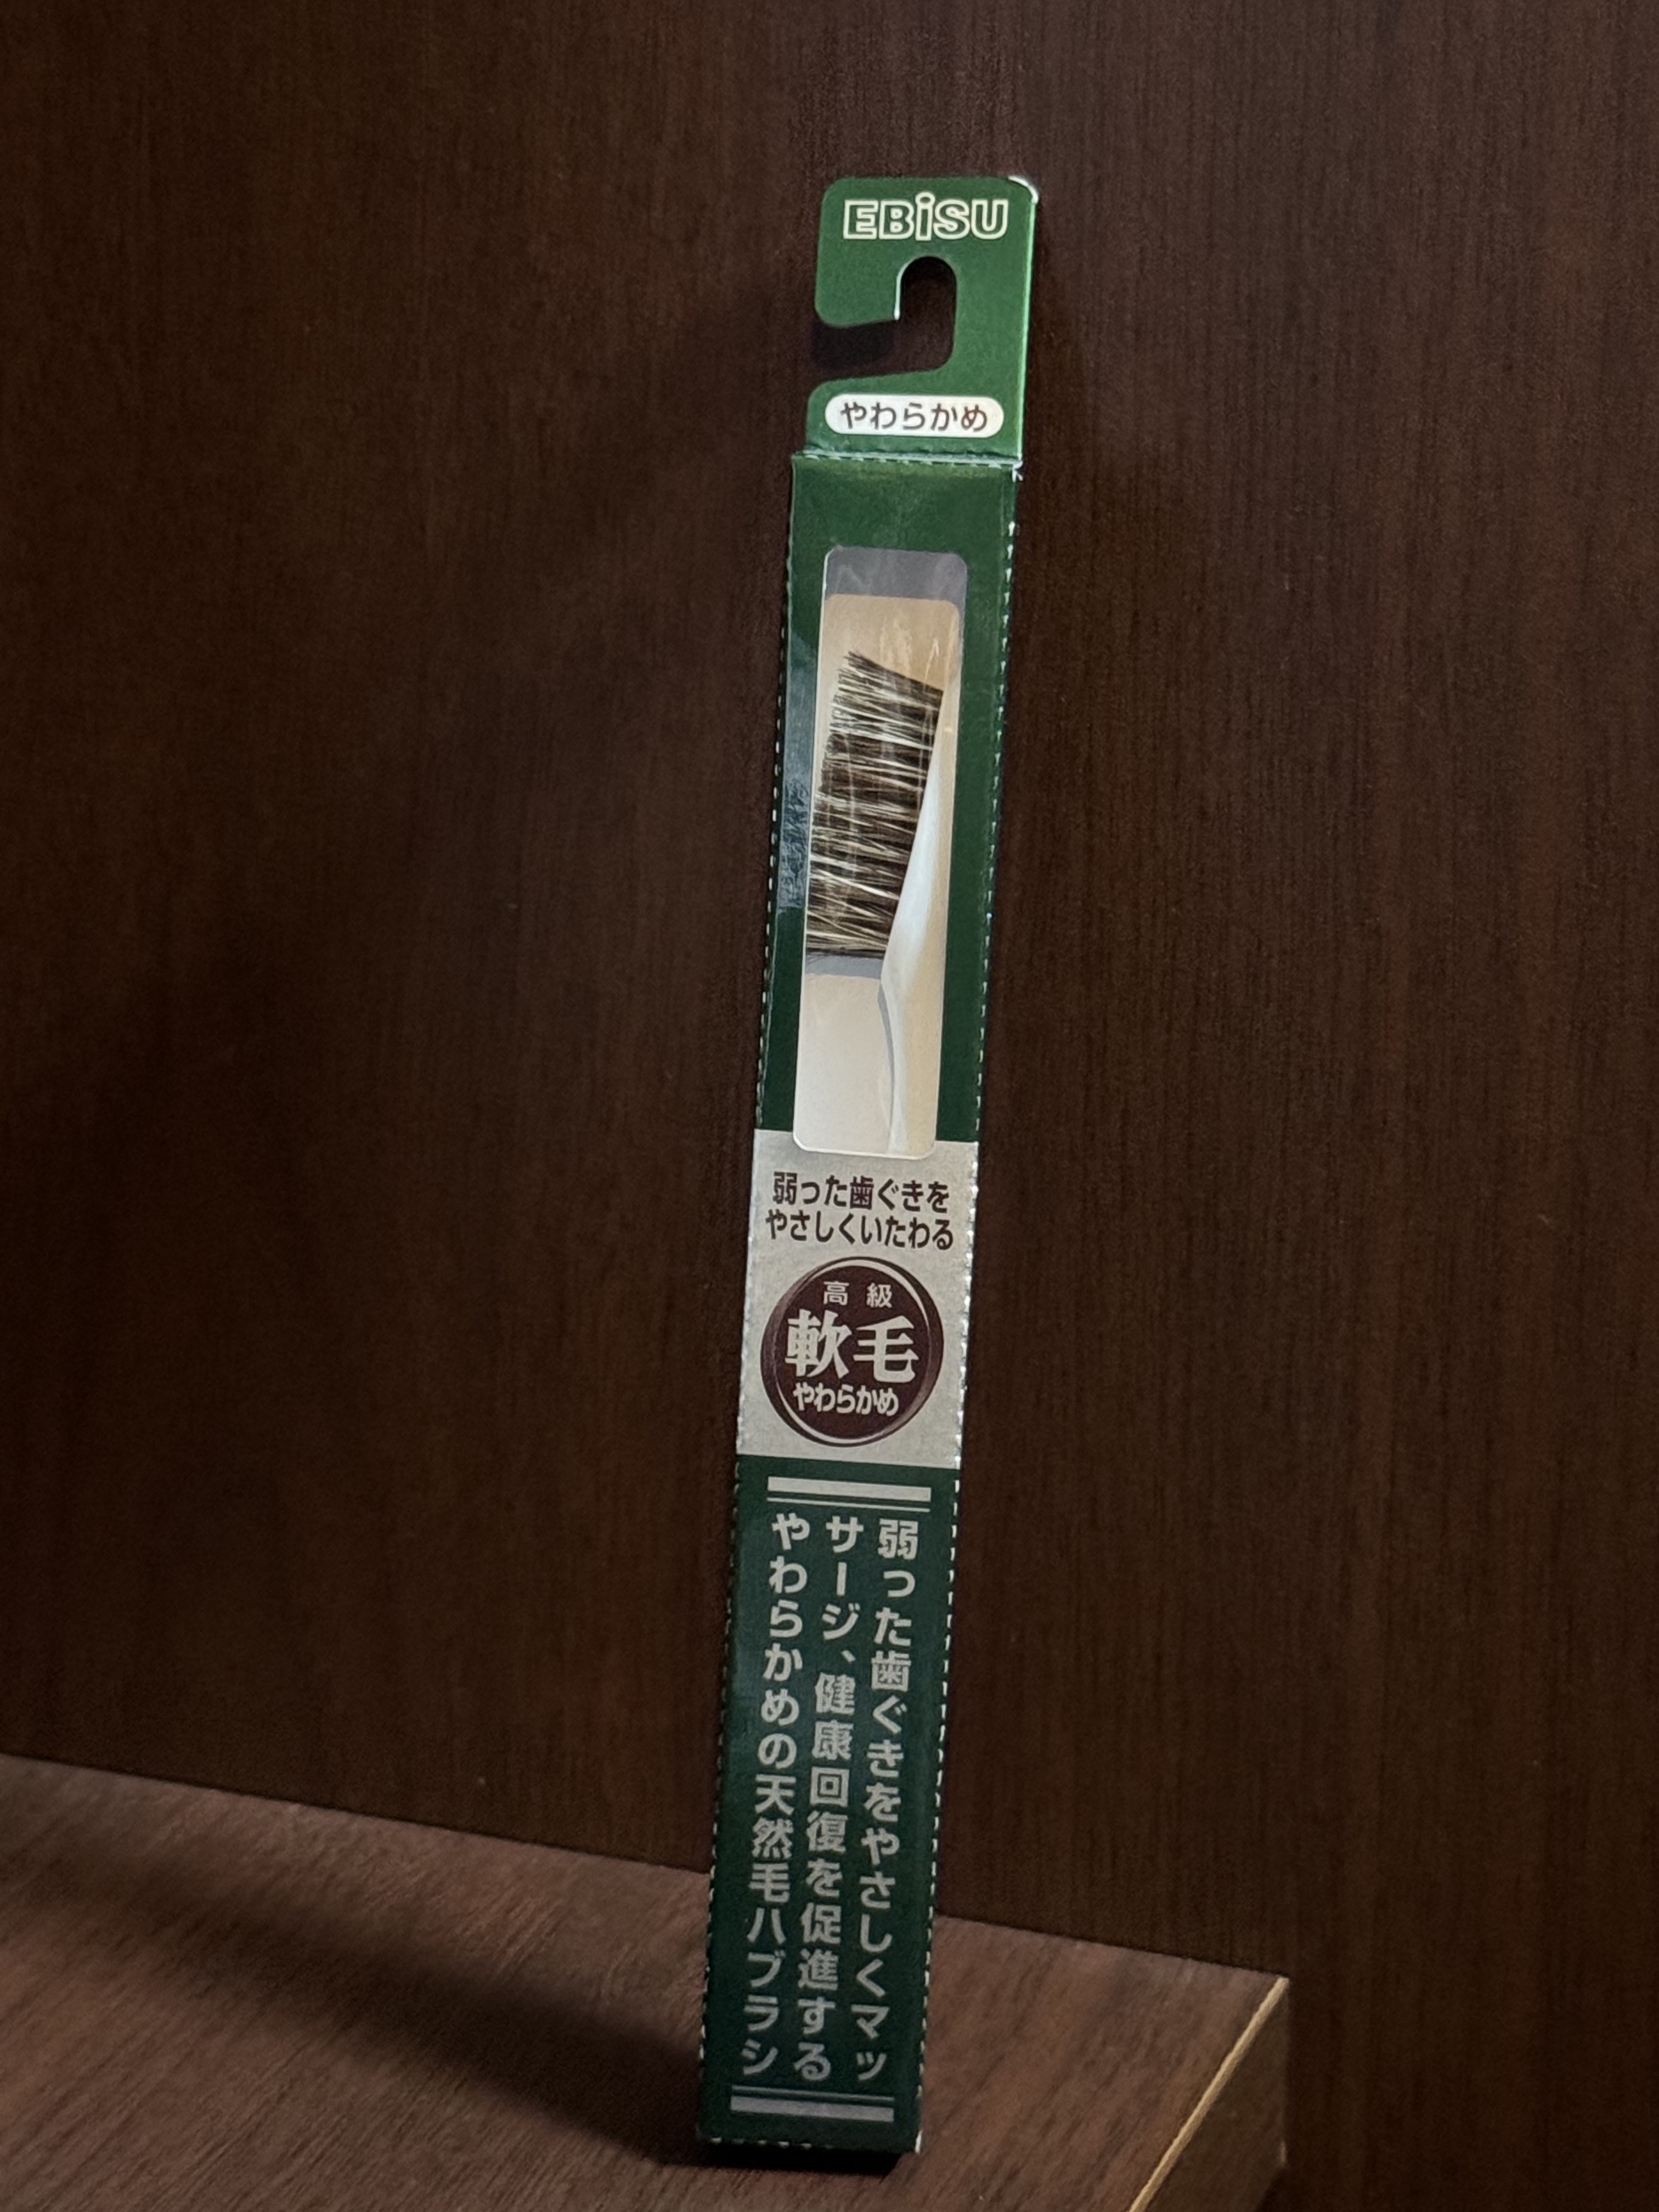 EBiSU
やわらかめ
弱った歯ぐきを
やさしくいたわる
高級
軟毛
やわらかめ
弱った歯ぐきをやさしくマッ
サージ、健康回復を促進する
やわらかめの天然毛ハブラシ